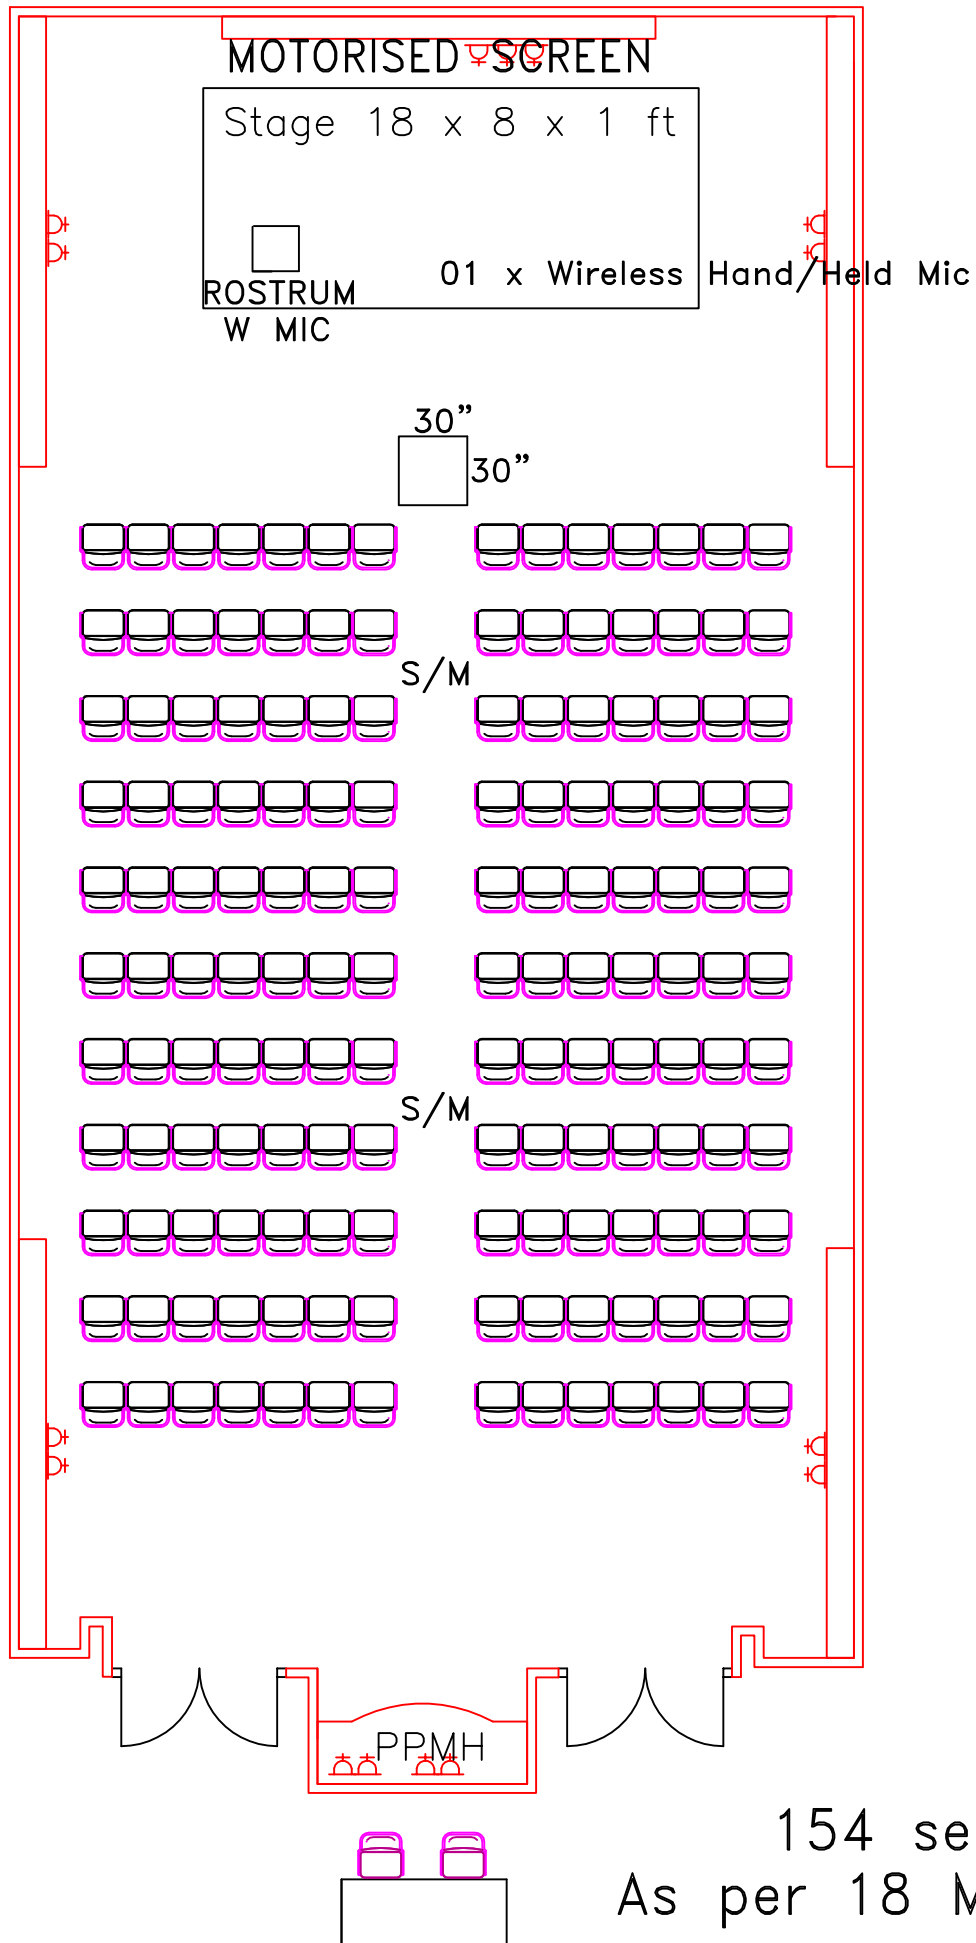 MOTORISED SCREEN
Stage 18 x 8 x 1 ft
01 x Wireless Hand/Held Mic
ROSTRUM
W MIC
30”
30”
S/M
S/M
PPMH
154 se
As per 18 M